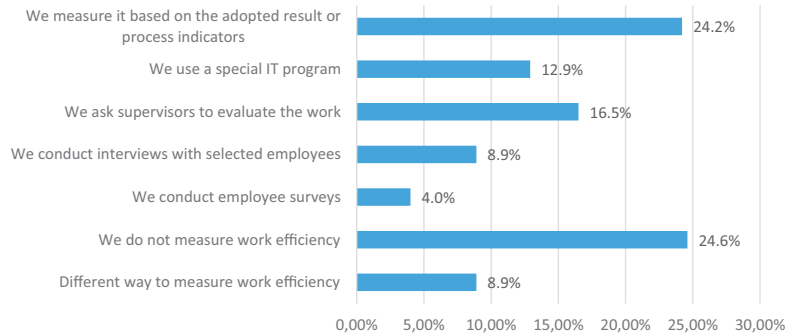 We measure it based on the adopted result or
process indicators
24.2%
We use a special IT program
12.9%
We ask supervisors to evaluate the work
16.5%
We conduct interviews with selected employees
8.9%
We conduct employee surveys
4.0%
We do not measure work efficiency
24.6%
Different way to measure work efficiency
8.9%
0,00% 5,00% 10,00% 15,00% 20,00% 25,00% 30,00%